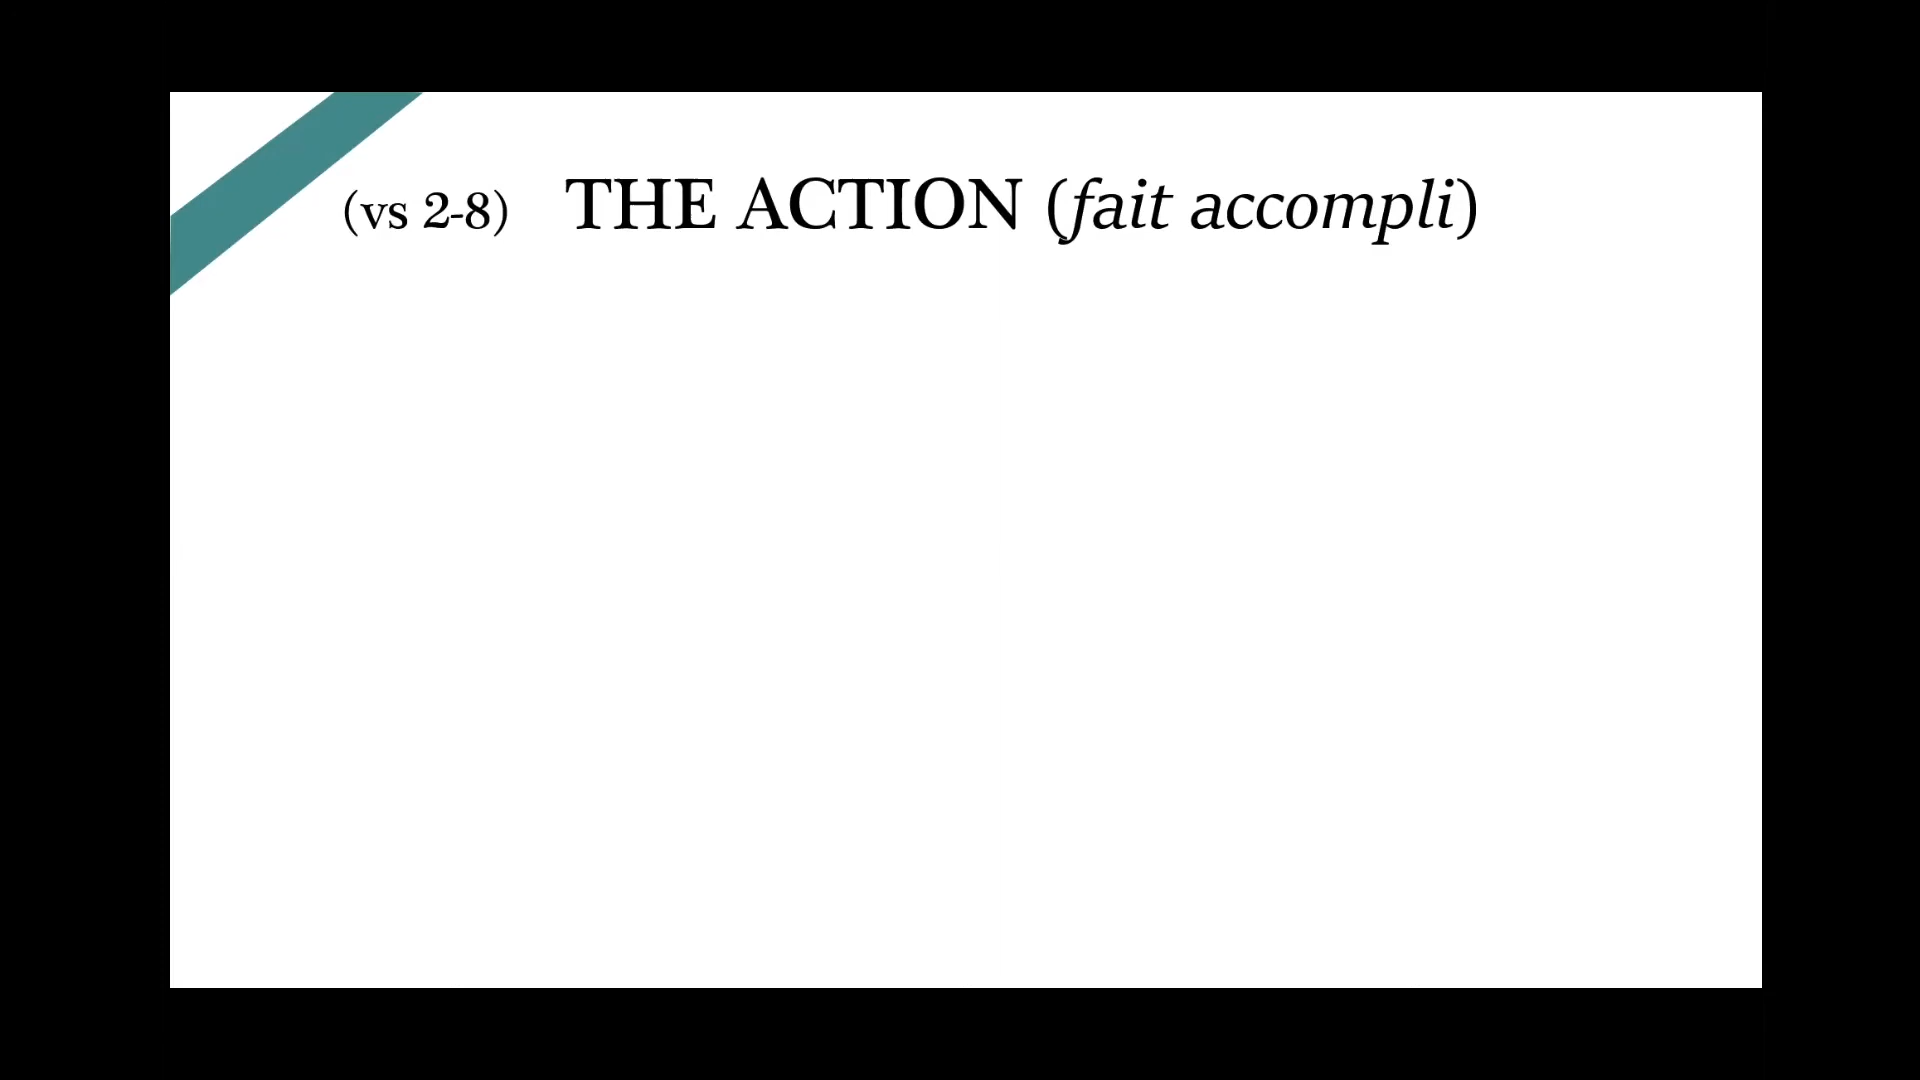 (vs 2-8) THE ACTION (fait accompli)